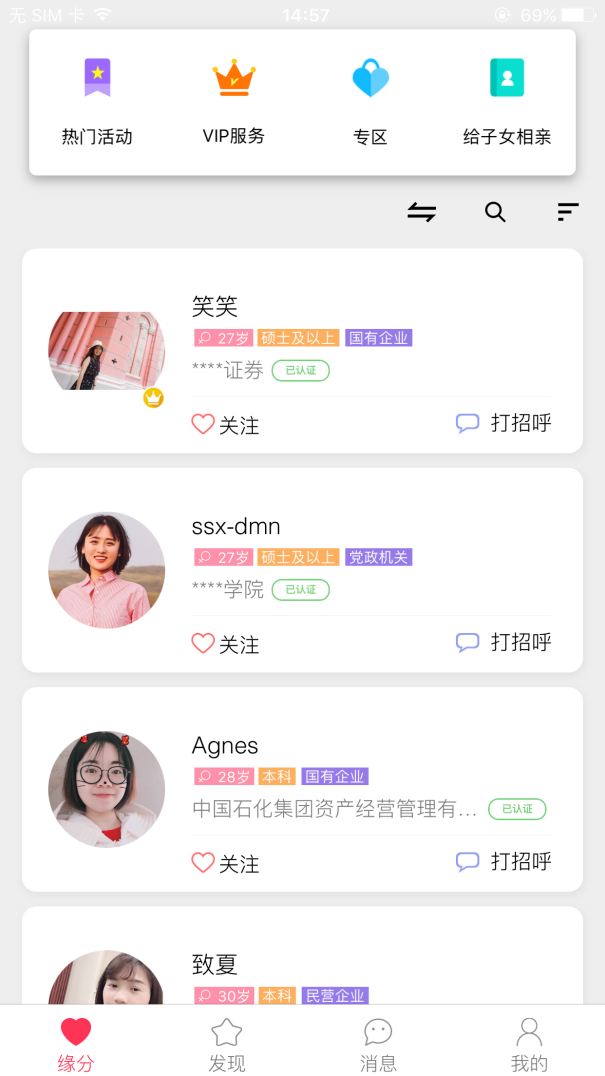 无 SIM 卡 14:57 69%
热门活动 VIP服务 专区 给子女相亲
笑笑
27岁 硕士及以上 国有企业
****证券 已认证
关注 打招呼
ssx-dmn
27岁 硕士及以上 党政机关
****学院 已认证
关注 打招呼
Agnes
28岁 本科 国有企业
中国石化集团资产经营管理有... 已认证
关注 打招呼
致夏
30岁 本科 民营企业
缘分 发现 消息 我的